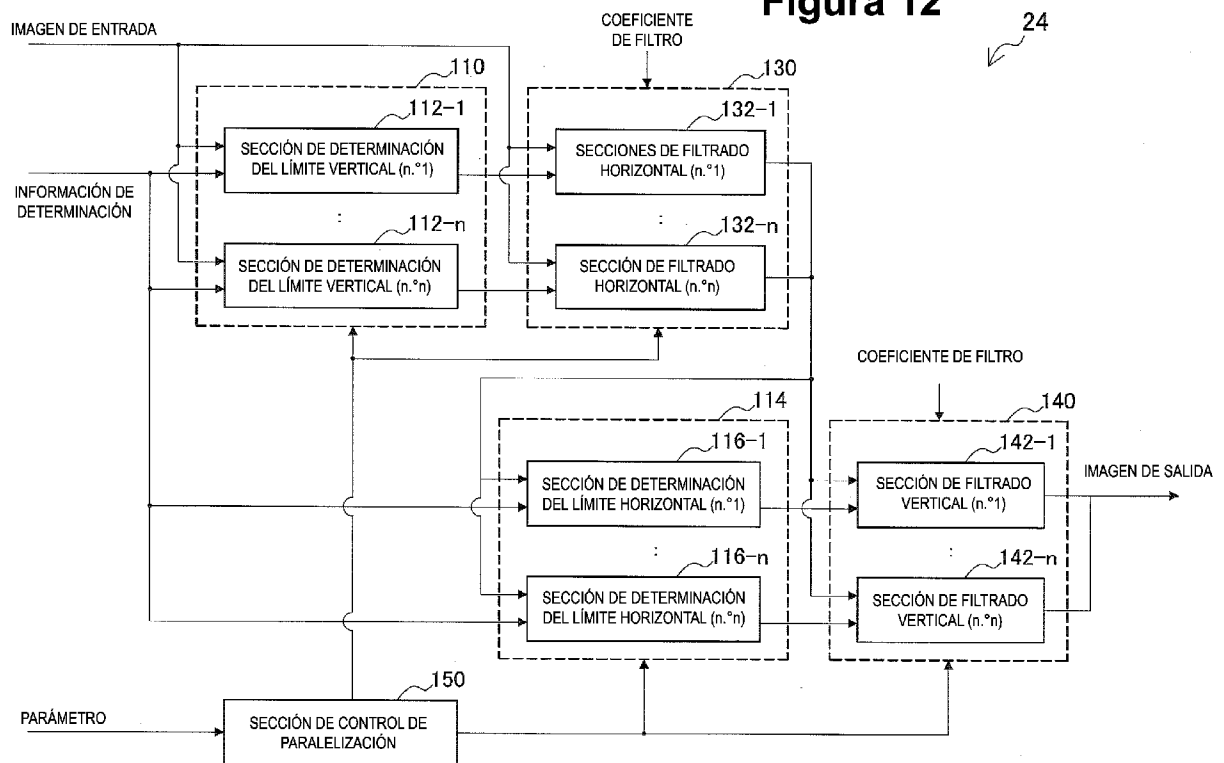 Figura 12
24
IMAGEN DE ENTRADA
COEFICIENTE
DE FILTRO
110
130
112-1
SECCIÓN DE DETERMINACIÓN
DEL LÍMITE VERTICAL (n.°1)
132-1
SECCIONES DE FILTRADO
HORIZONTAL (n.°1)
INFORMACIÓN DE
DETERMINACIÓN
:
:
112-n
SECCIÓN DE DETERMINACIÓN
DEL LÍMITE VERTICAL (n.°n)
132-n
SECCIÓN DE FILTRADO
HORIZONTAL (n.°n)
COEFICIENTE DE FILTRO
114
140
116-1
SECCIÓN DE DETERMINACIÓN
DEL LÍMITE HORIZONTAL (n.°1)
142-1
SECCIÓN DE FILTRADO
VERTICAL (n.°1)
IMAGEN DE SALIDA
:
:
116-n
SECCIÓN DE DETERMINACIÓN
DEL LÍMITE HORIZONTAL (n.°n)
142-n
SECCIÓN DE FILTRADO
VERTICAL (n.°n)
150
PARÁMETRO
SECCIÓN DE CONTROL DE
PARALELIZACIÓN